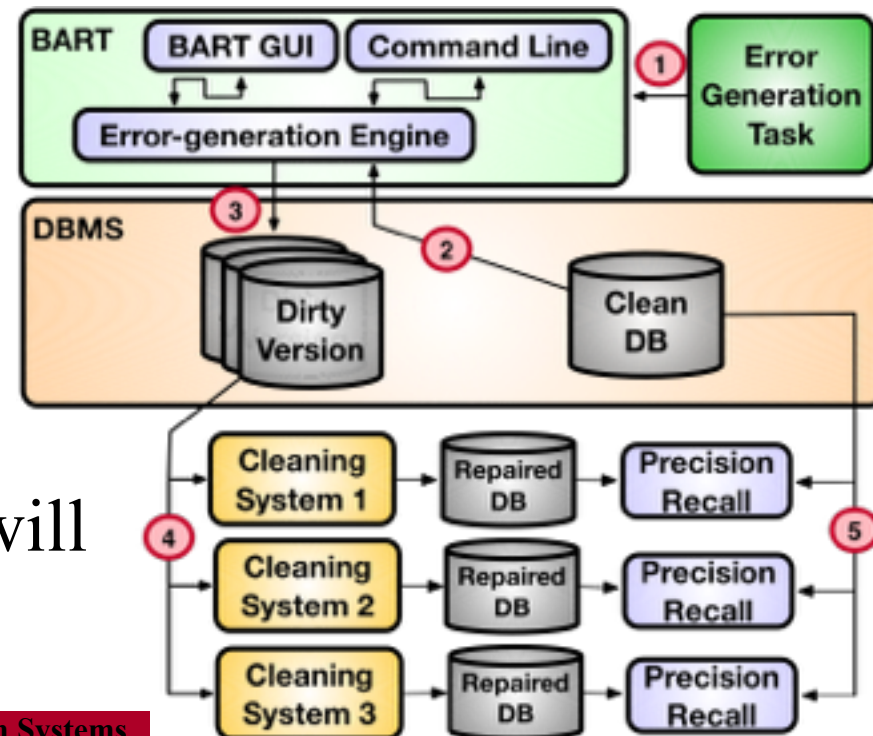 BART
BART GUI
Command Line
1
Error
Generation
Task
Error-generation Engine
3
DBMS
2
Dirty
Version
Clean
DB
Cleaning
System 1
Repaired
DB
Precision
Recall
will
4
5
Cleaning
System 2
Repaired
DB
Precision
Recall
Cleaning
System 3
Repaired
DB
Precision
Recall
Systems